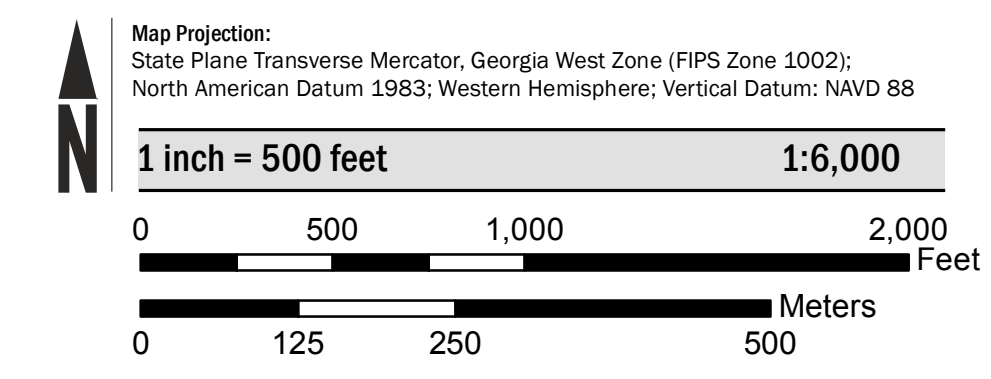 Map Projection:
State Plane Transverse Mercator, Georgia West Zone (FIPS Zone 1002);
North American Datum 1983; Western Hemisphere; Vertical Datum: NAVD 88
N
1 inch = 500 feet 1:6,000
0 500 1,000 2,000
Feet
Meters
0 125 250 500